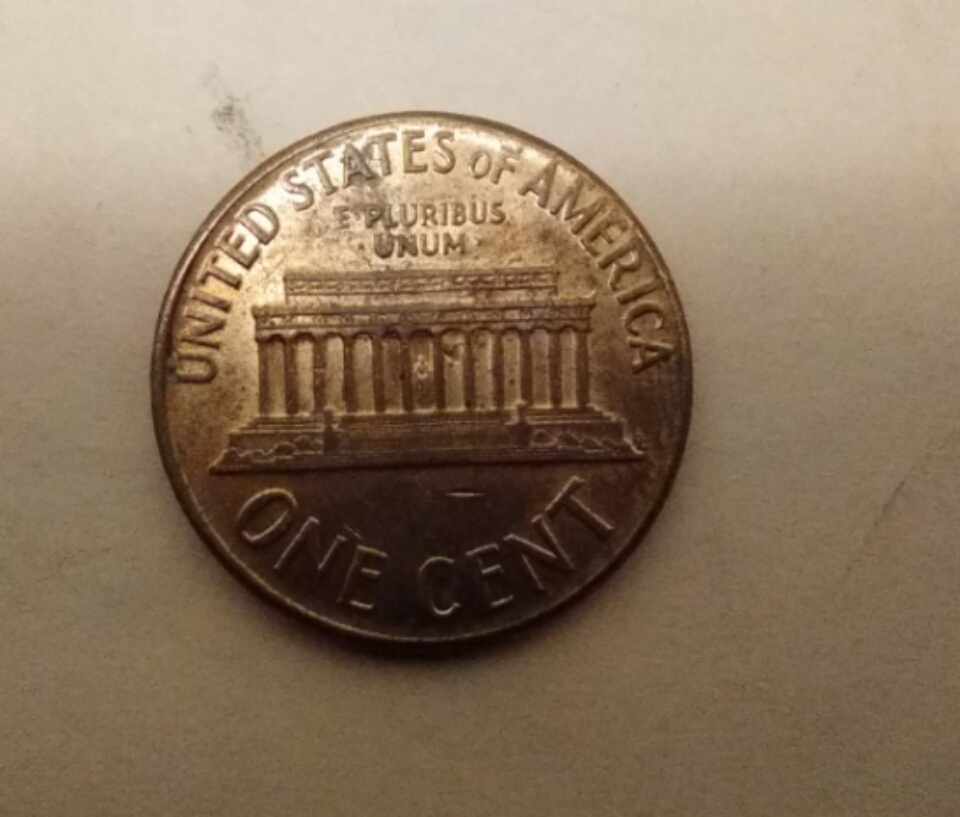 UNITED STATES OF AMERICA
E PLURIBUS
· UNUM ·
ONE CENT